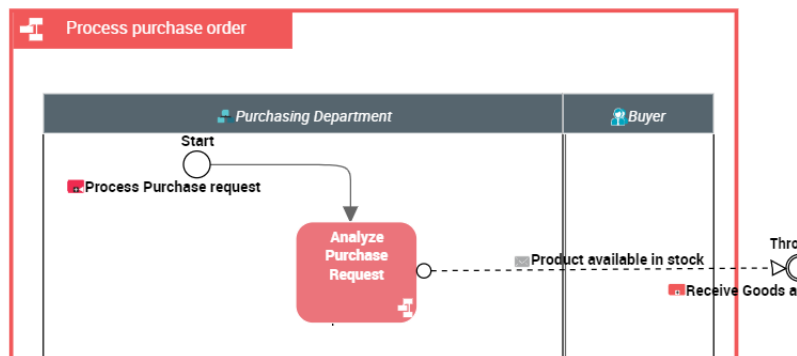 Process purchase order
Purchasing Department
Buyer
Start
Process Purchase request
Analyze
Purchase
Request
Product available in stock
Receive Goods